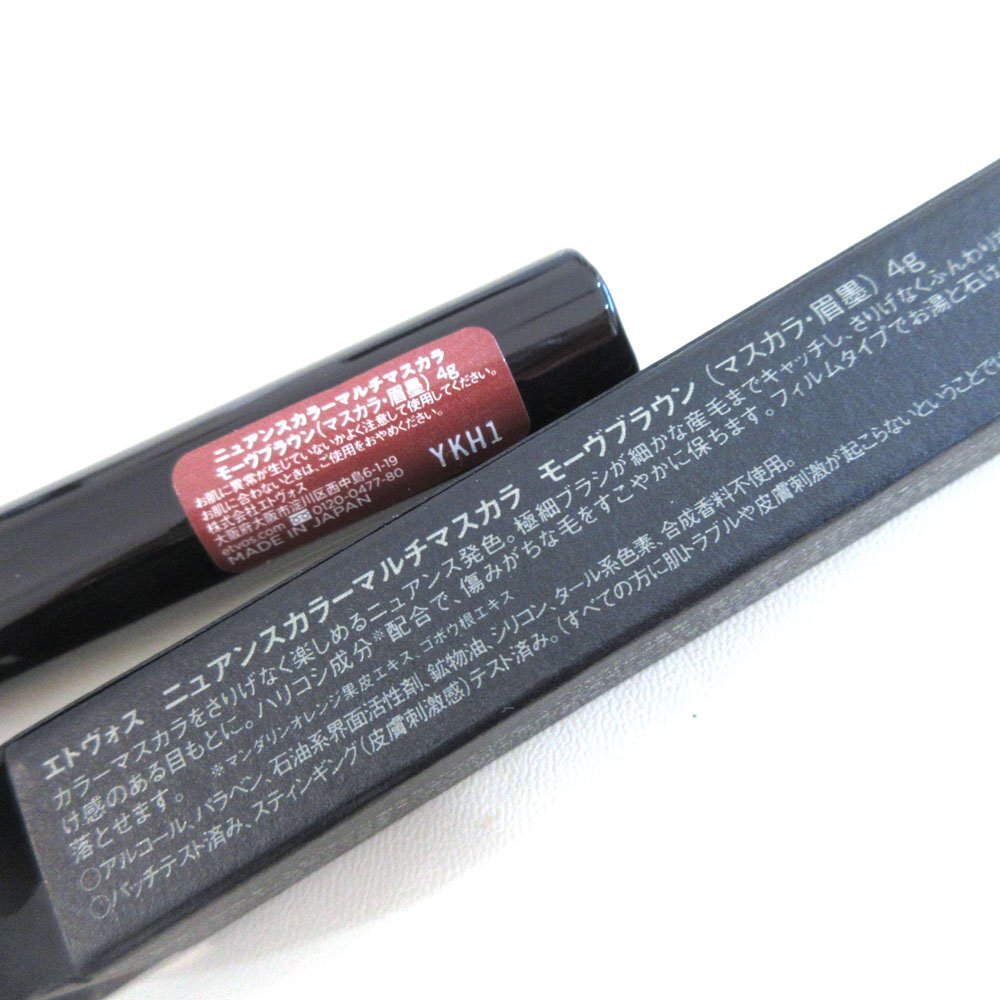 ニュアンスカラーマルチマスカラ
モーヴブラウン(マスカラ・眉墨) 4g
お肌に異常が生じていないかよく注意して使用してください。
お肌に合わないときは、ご使用をおやめください。
株式会社エトヴォス
大阪府大阪市淀川区西中島6-1-19
etvos.com 0120-0477-80
MADE IN JAPAN
YKH1
エトヴォス ニュアンスカラーマルチマスカラ モーヴブラウン (マスカラ・眉墨) 4g
カラーマスカラをさりげなく楽しめるニュアンス発色。極細ブラシが細かな産毛までキャッチし、さりげなくふんわり
け感のある目もとに。ハリコシ成分※配合で、傷みがちな毛をすこやかに保ちます。フィルムタイプでお湯と石け
落とせます。
※マンダリンオレンジ果皮エキス、ゴボウ根エキス
○アルコール、パラベン、石油系界面活性剤、鉱物油、シリコン、タール系色素、合成香料不使用。
○パッチテスト済み、スティンギング(皮膚刺激感)テスト済み。(すべての方に肌トラブルや皮膚刺激が起こらないということで